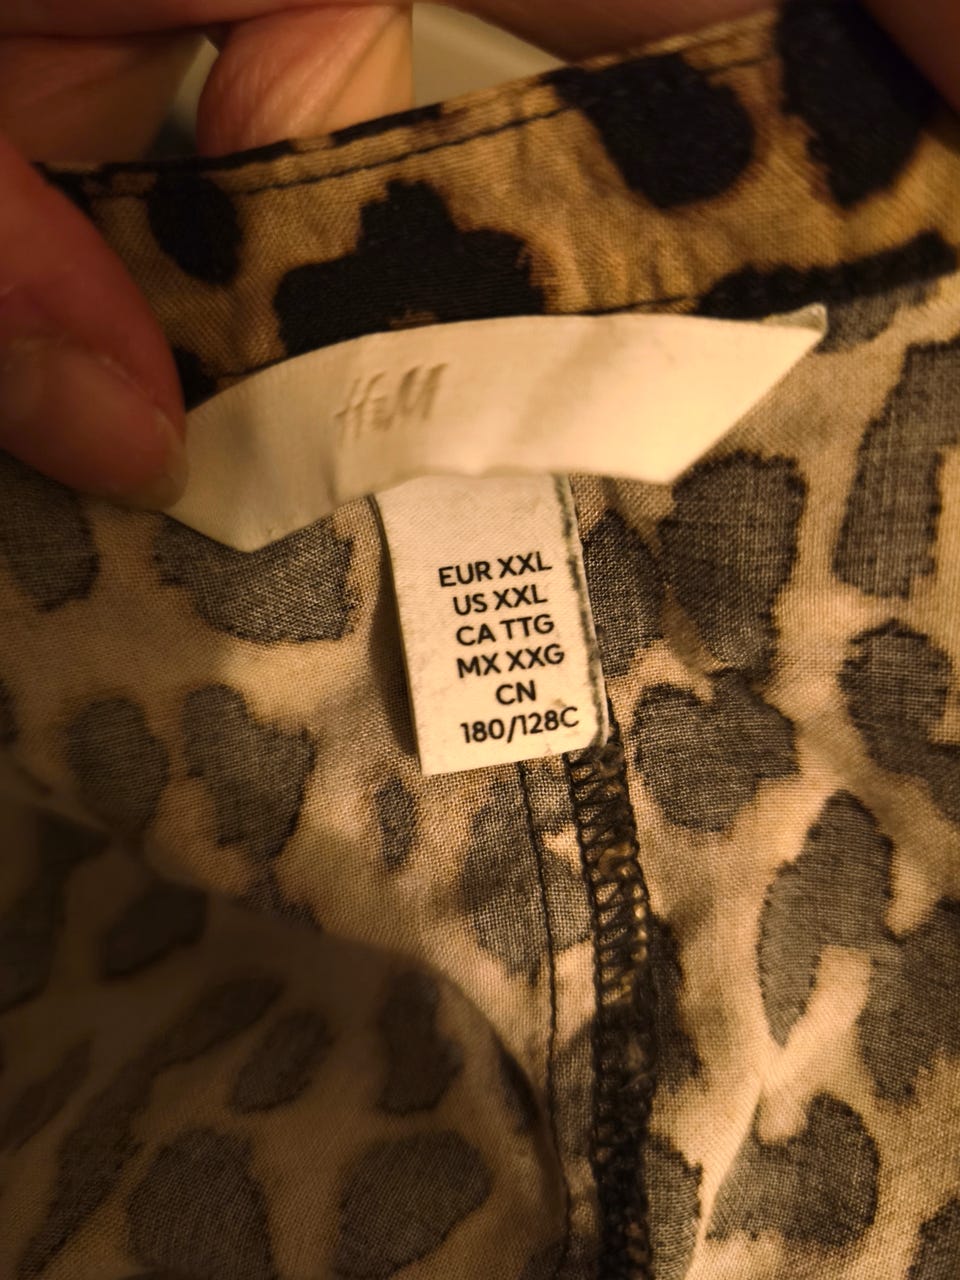 H&M
EUR XXL
US XXL
CA TTG
MX XXG
CN
180/128C